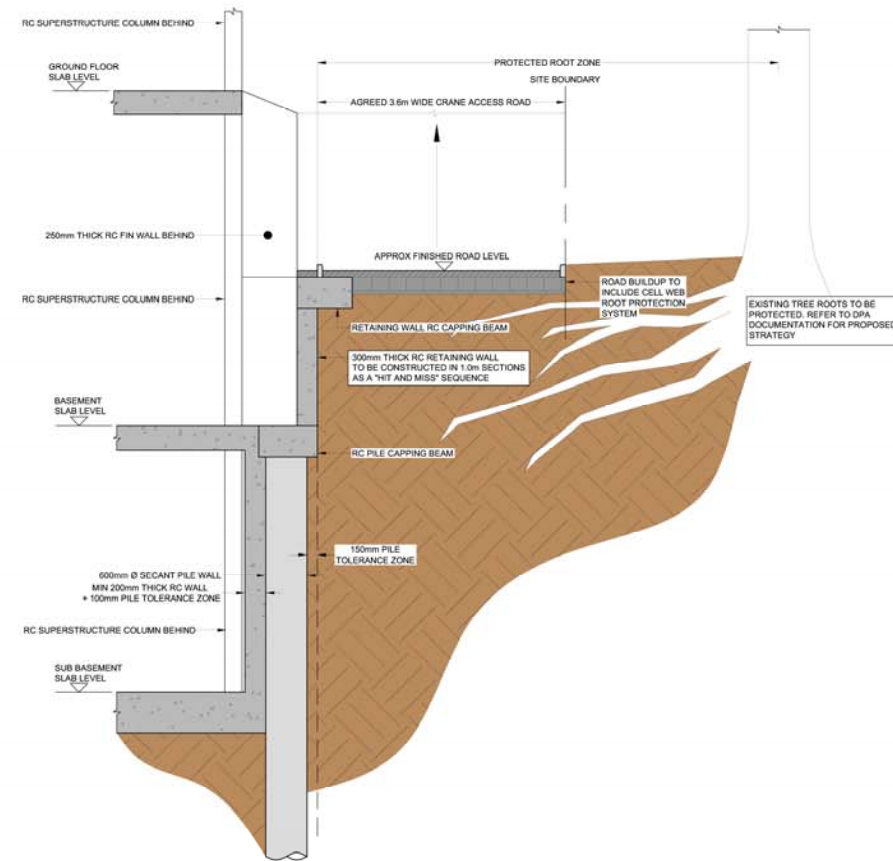 RC SUPERSTRUCTURE COLUMN BEHIND
GROUND FLOOR
SLAB LEVEL
PROTECTED ROOT ZONE
SITE BOUNDARY
AGREED 3.6m WIDE CRANE ACCESS ROAD
250mm THICK RC FIN WALL BEHIND
APPROX FINISHED ROAD LEVEL
RC SUPERSTRUCTURE COLUMN BEHIND
ROAD BUILDUP TO
INCLUDE CELL WEB
ROOT PROTECTION
SYSTEM
EXISTING TREE ROOTS TO BE
PROTECTED. REFER TO DPA
DOCUMENTATION FOR PROPOSED
STRATEGY
RETAINING WALL RC CAPPING BEAM
300mm THICK RC RETAINING WALL
TO BE CONSTRUCTED IN 1.0m SECTIONS
AS A "HIT AND MISS" SEQUENCE
BASEMENT
SLAB LEVEL
RC PILE CAPPING BEAM
150mm PILE
TOLERANCE ZONE
600mm Ø SECANT PILE WALL
MIN 200mm THICK RC WALL
+ 100mm PILE TOLERANCE ZONE
RC SUPERSTRUCTURE COLUMN BEHIND
SUB BASEMENT
SLAB LEVEL